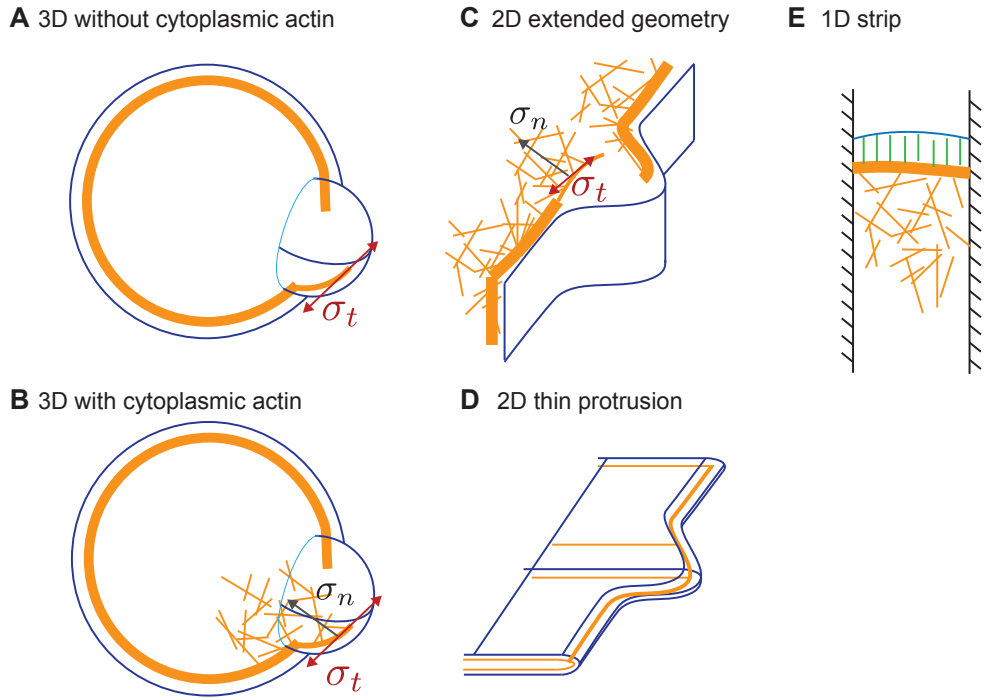 A 3D without cytoplasmic actin
σt
B 3D with cytoplasmic actin
σn
σt
C 2D extended geometry
σn
σt
D 2D thin protrusion
E 1D strip